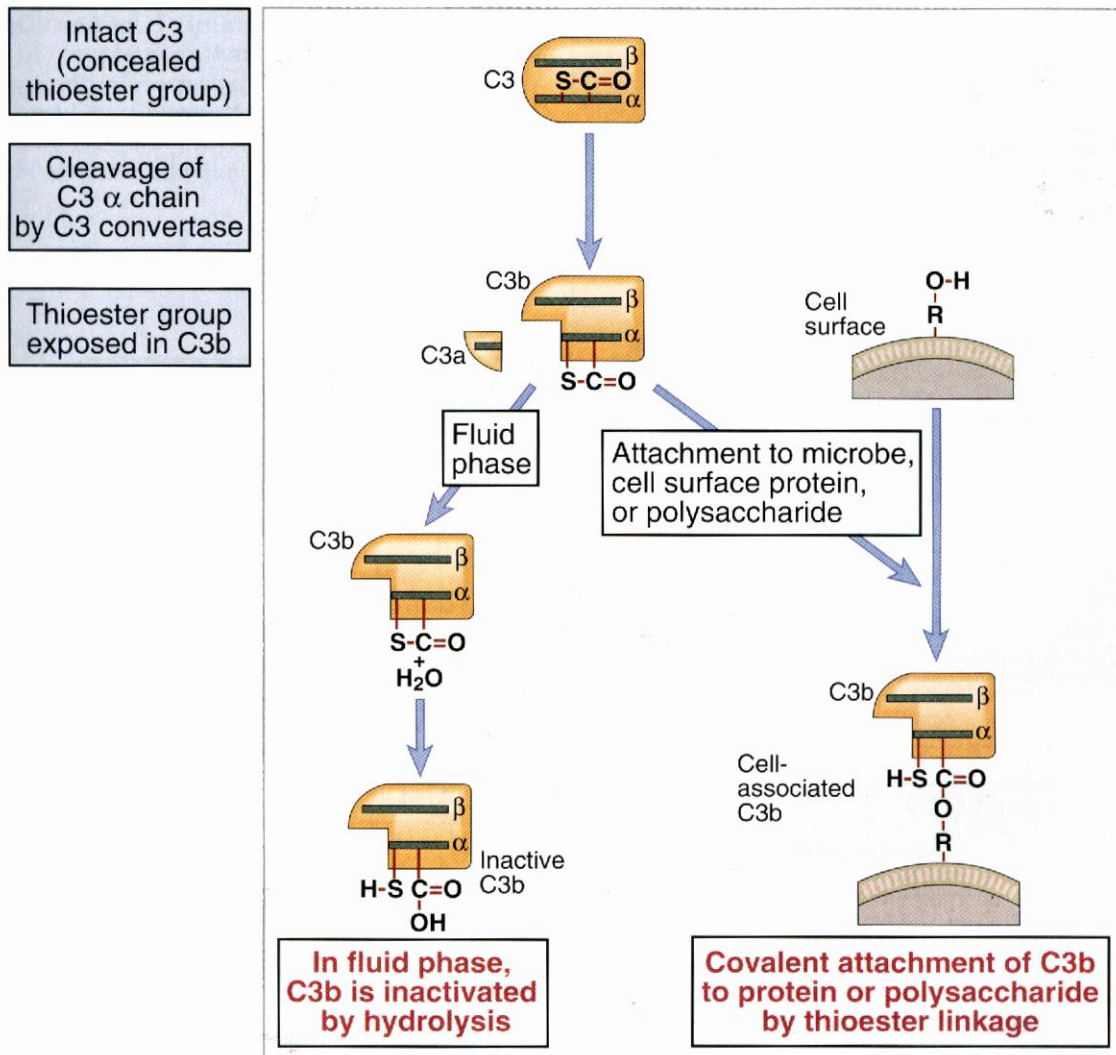 Intact C3
(concealed
thioester group)
Cleavage of
C3 α chain
by C3 convertase
Thioester group
exposed in C3b
C3
β
S-C=O
α
C3b
β
α
C3a
S-C=O
Cell
surface
O-H
R
Fluid
phase
Attachment to microbe,
cell surface protein,
or polysaccharide
C3b
β
α
S-C=O
+
H₂O
β
α
Inactive
C3b
H-S C=O
OH
C3b
β
α
H-S C=O
O
R
Cell-
associated
C3b
In fluid phase,
C3b is inactivated
by hydrolysis
Covalent attachment of C3b
to protein or polysaccharide
by thioester linkage